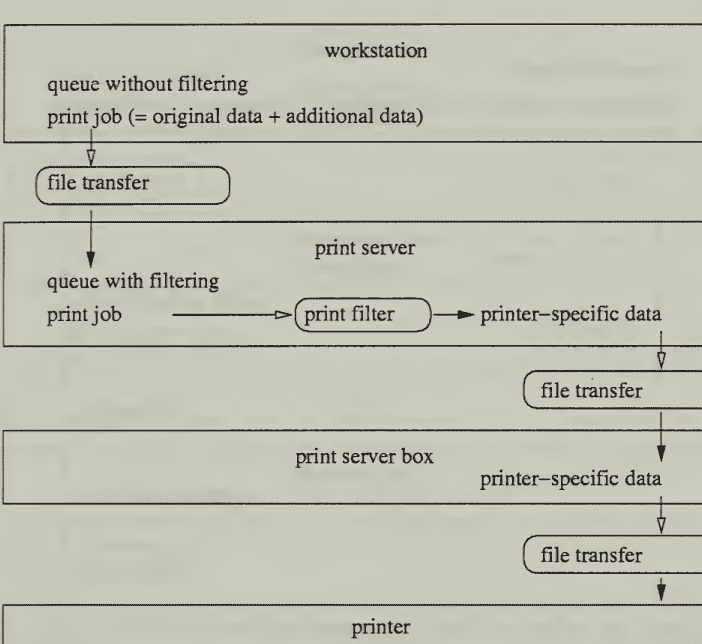 workstation
queue without filtering
print job (= original data + additional data)
file transfer
print server
queue with filtering
print job
print filter
printer–specific data
file transfer
print server box
printer–specific data
file transfer
printer